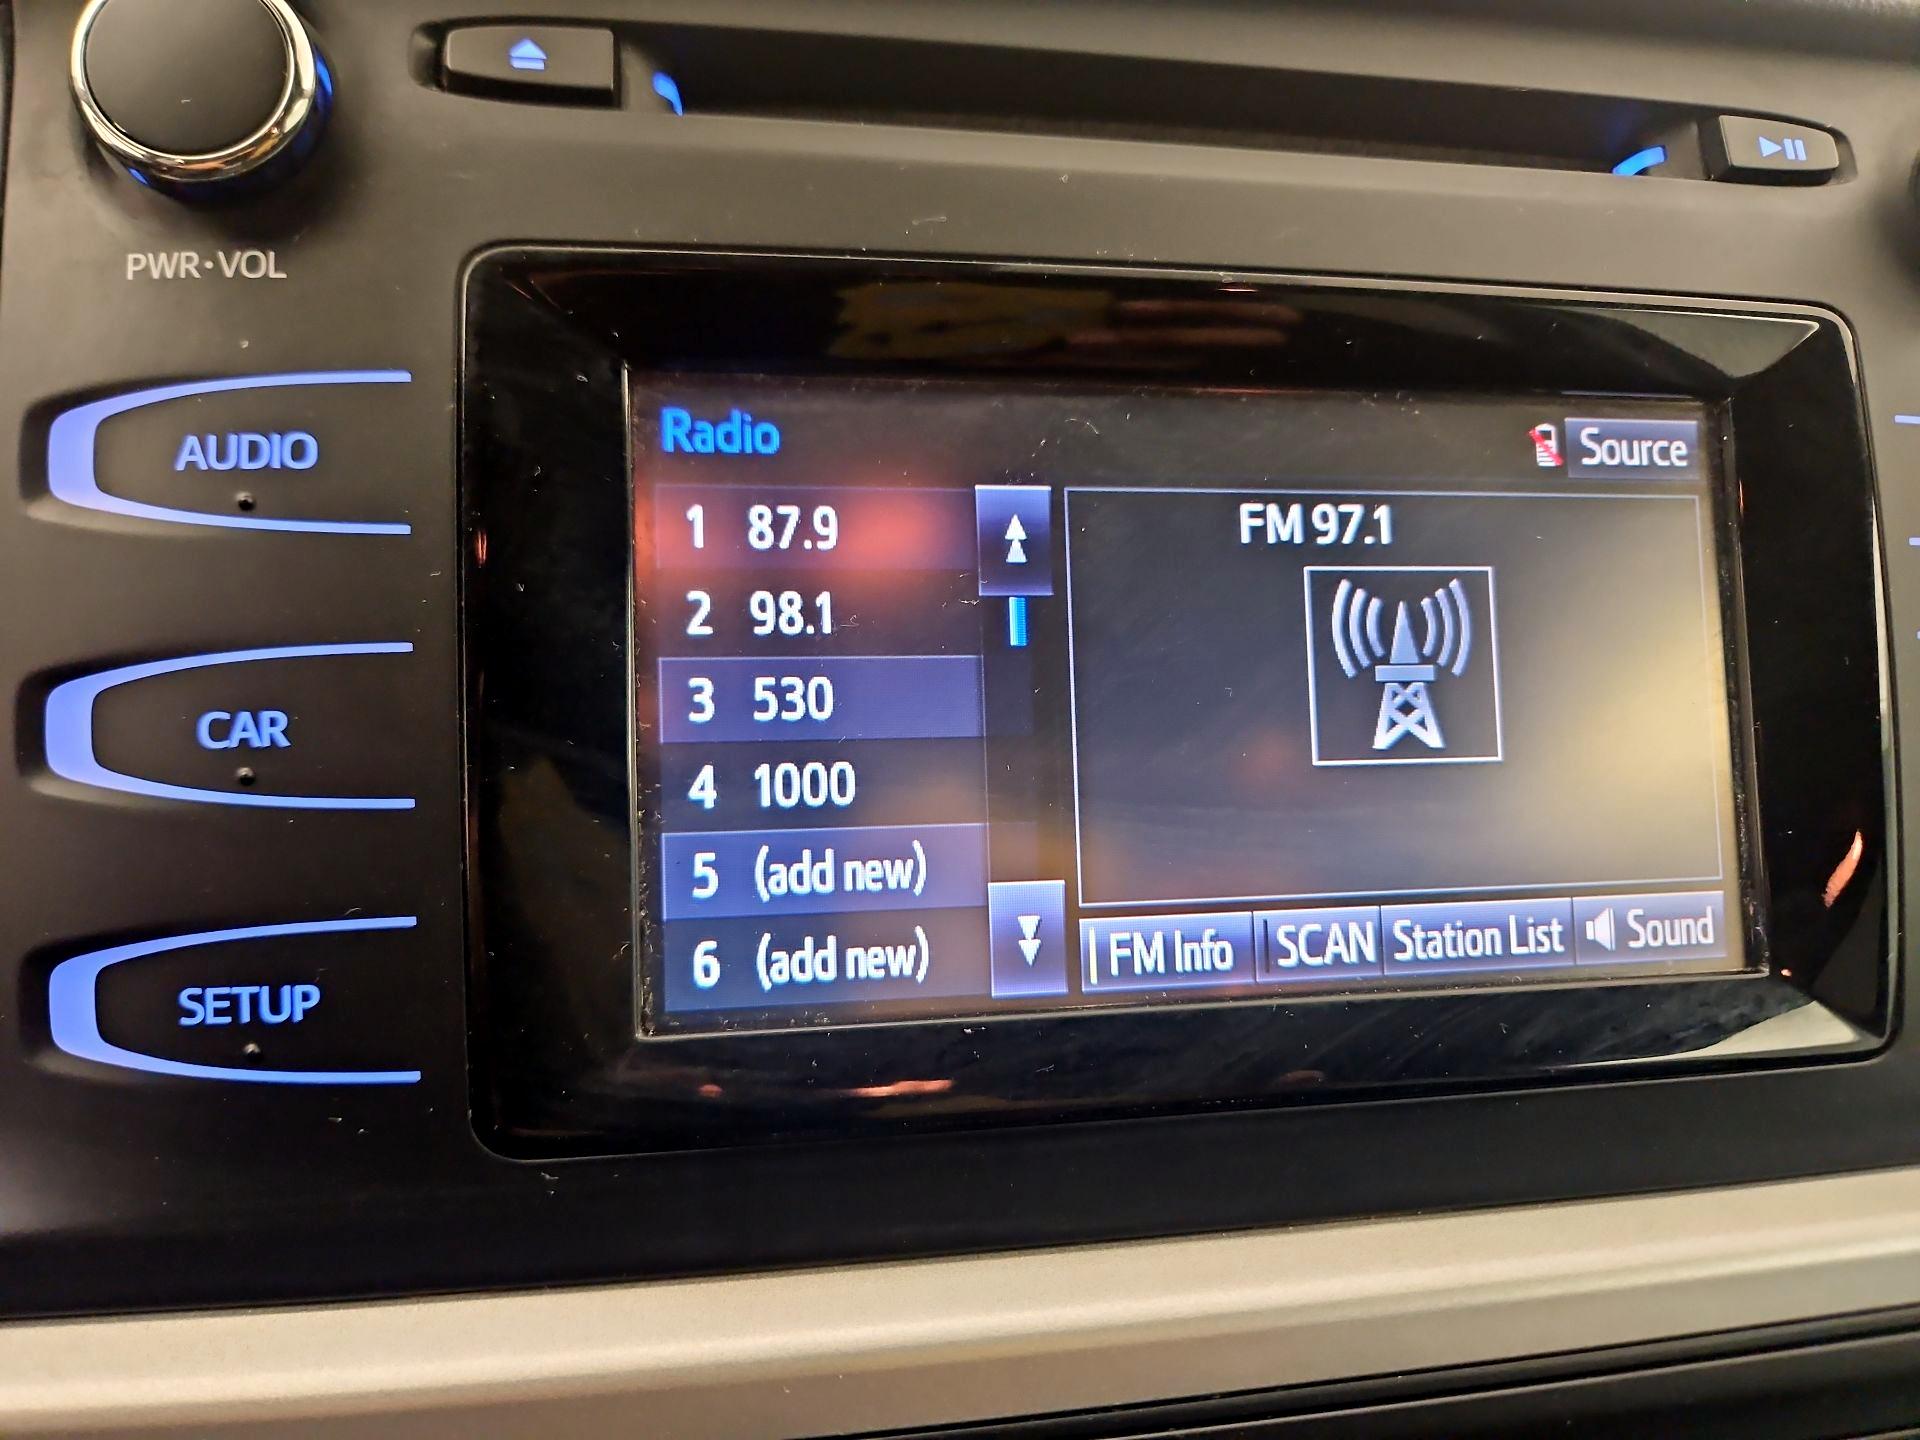 PWR·VOL
AUDIO
CAR
SETUP
Radio
Source
1 87.9
2 98.1
3 530
4 1000
5 (add new)
6 (add new)
FM 97.1
FM Info
SCAN
Station List
Sound